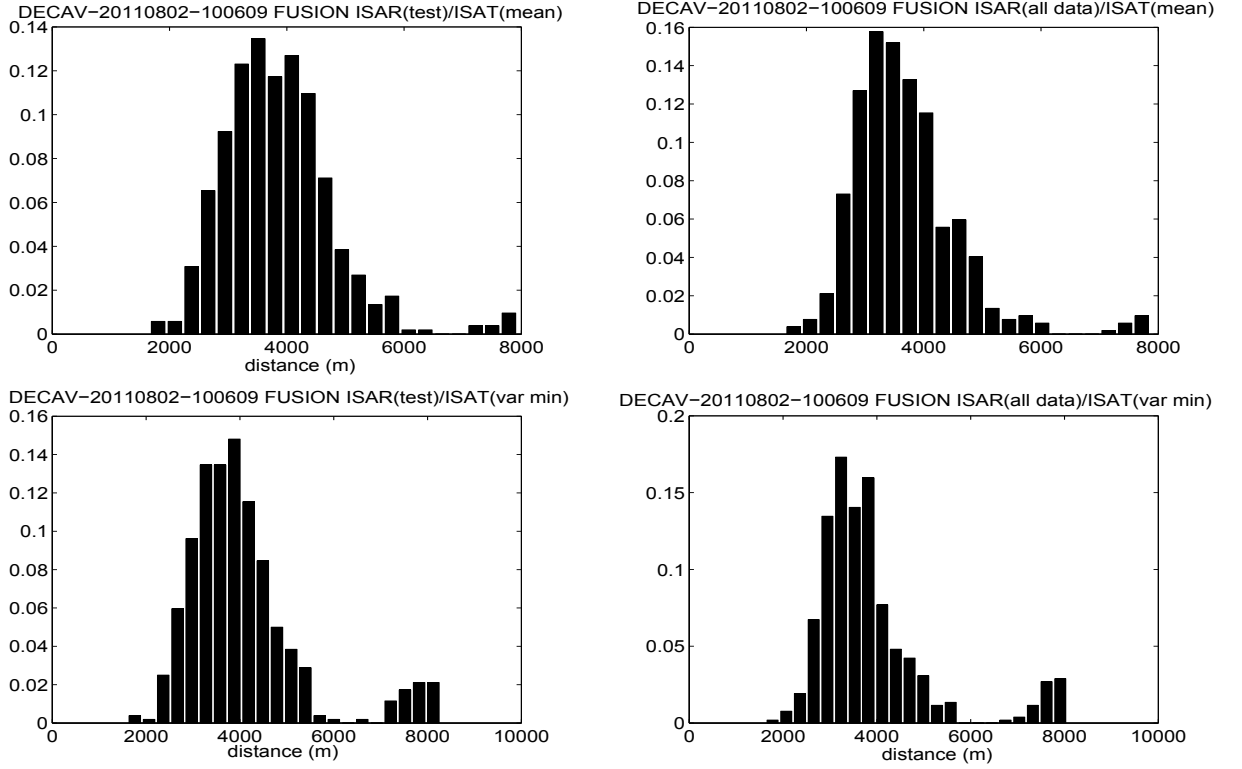 DECAV−20110802−100609 FUSION ISAR(test)/ISAT(mean)
0.14
0.12
0.1
0.08
0.06
0.04
0.02
0
0 2000 4000 6000 8000
distance (m)
DECAV−20110802−100609 FUSION ISAR(all data)/ISAT(mean)
0.16
0.14
0.12
0.1
0.08
0.06
0.04
0.02
0
0 2000 4000 6000 8000
DECAV−20110802−100609 FUSION ISAR(test)/ISAT(var min)
0.16
0.14
0.12
0.1
0.08
0.06
0.04
0.02
0
0 2000 4000 6000 8000 10000
distance (m)
DECAV−20110802−100609 FUSION ISAR(all data)/ISAT(var min)
0.2
0.15
0.1
0.05
0
0 2000 4000 6000 8000 10000
distance (m)